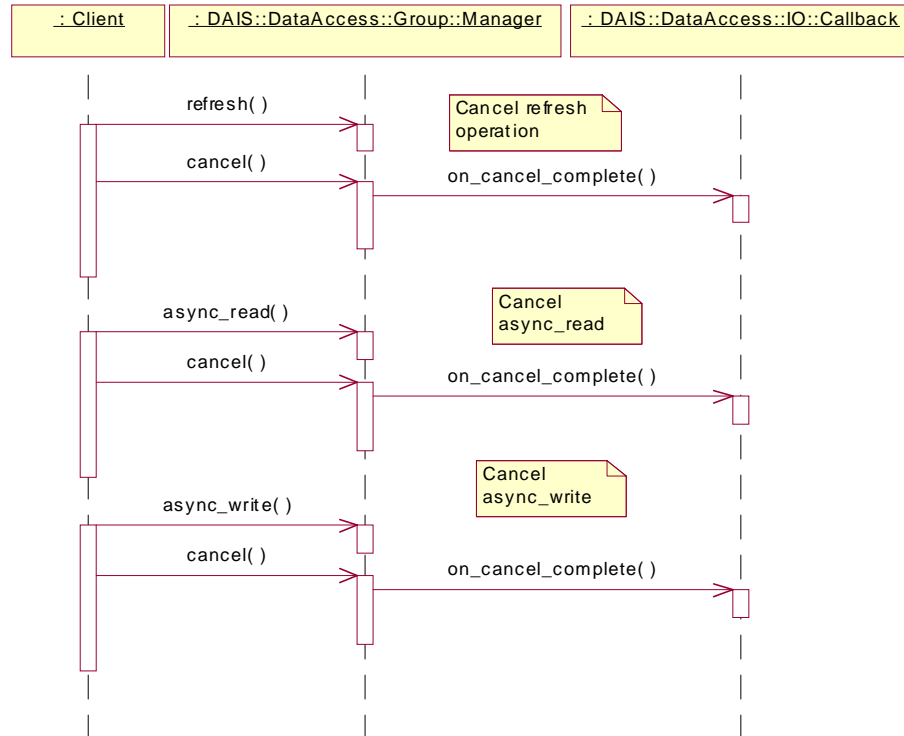 : Client
: DAIS::DataAccess::Group::Manager
: DAIS::DataAccess::IO::Callback
refresh( )
Cancel refresh
operation
cancel( )
on_cancel_complete( )
async_read( )
Cancel
async_read
cancel( )
on_cancel_complete( )
Cancel
async_write
async_write( )
cancel( )
on_cancel_complete( )